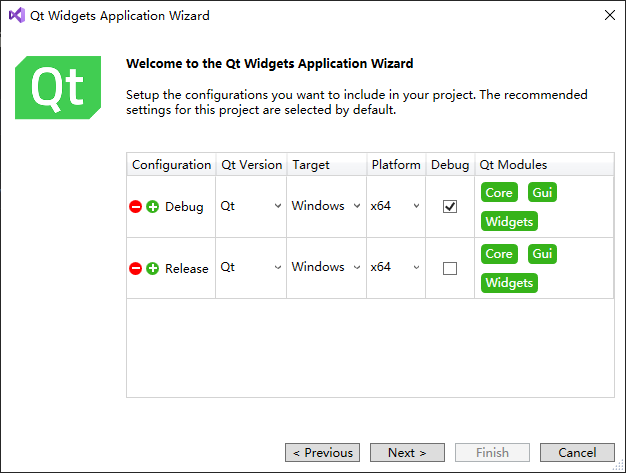 Qt Widgets Application Wizard
Qt
Welcome to the Qt Widgets Application Wizard
Setup the configurations you want to include in your project. The recommended
settings for this project are selected by default.
Configuration Qt Version Target Platform Debug Qt Modules
Debug Qt Windows x64 Core Gui
Widgets
Release Qt Windows x64 Core Gui
Widgets
< Previous Next > Finish Cancel